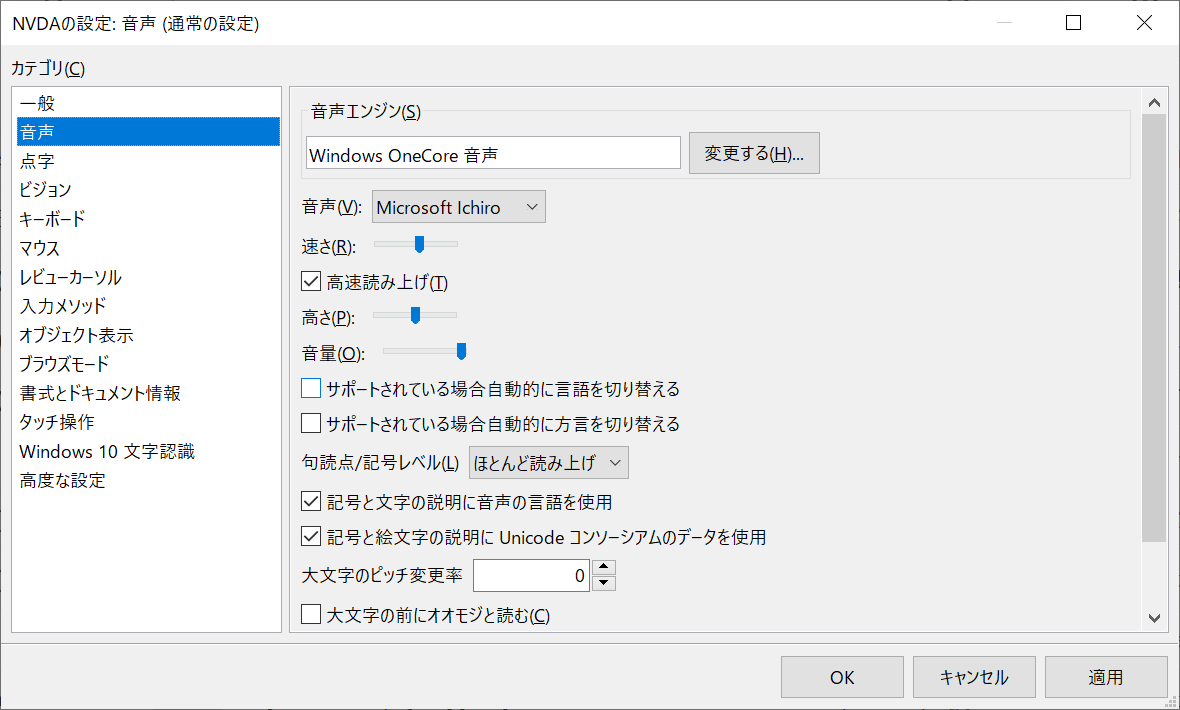 NVDAの設定: 音声 (通常の設定)
カテゴリ(C)
一般
音声
点字
ビジョン
キーボード
マウス
レビューカーソル
入力メソッド
オブジェクト表示
ブラウズモード
書式とドキュメント情報
タッチ操作
Windows 10 文字認識
高度な設定
音声エンジン(S)
Windows OneCore 音声 変更する(H)...
音声(V): Microsoft Ichiro
速さ(R):
高速読み上げ(T)
高さ(P):
音量(O):
サポートされている場合自動的に言語を切り替える
サポートされている場合自動的に方言を切り替える
句読点/記号レベル(L) ほとんど読み上げ
記号と文字の説明に音声の言語を使用
記号と絵文字の説明に Unicode コンソーシアムのデータを使用
大文字のピッチ変更率 0
大文字の前にオオモジと読む(C)
OK キャンセル 適用